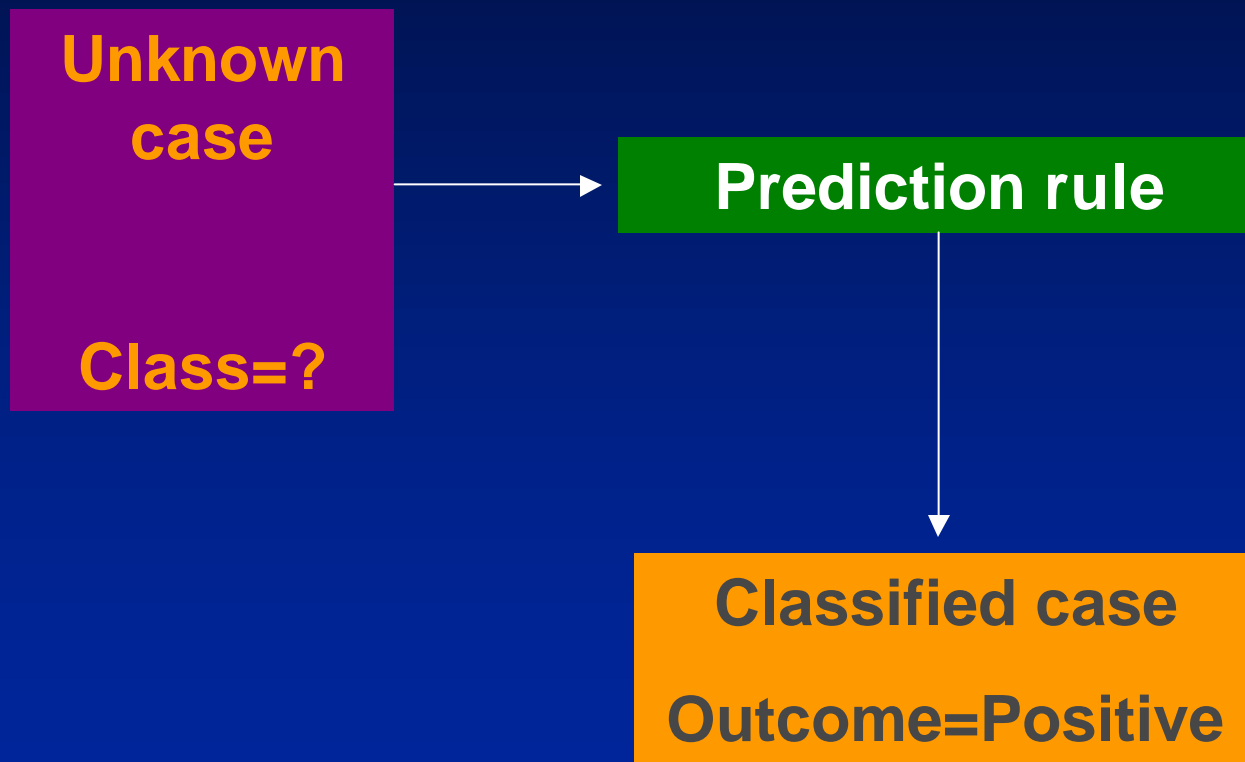 Unknown
case
Class=?
Prediction rule
Classified case
Outcome=Positive